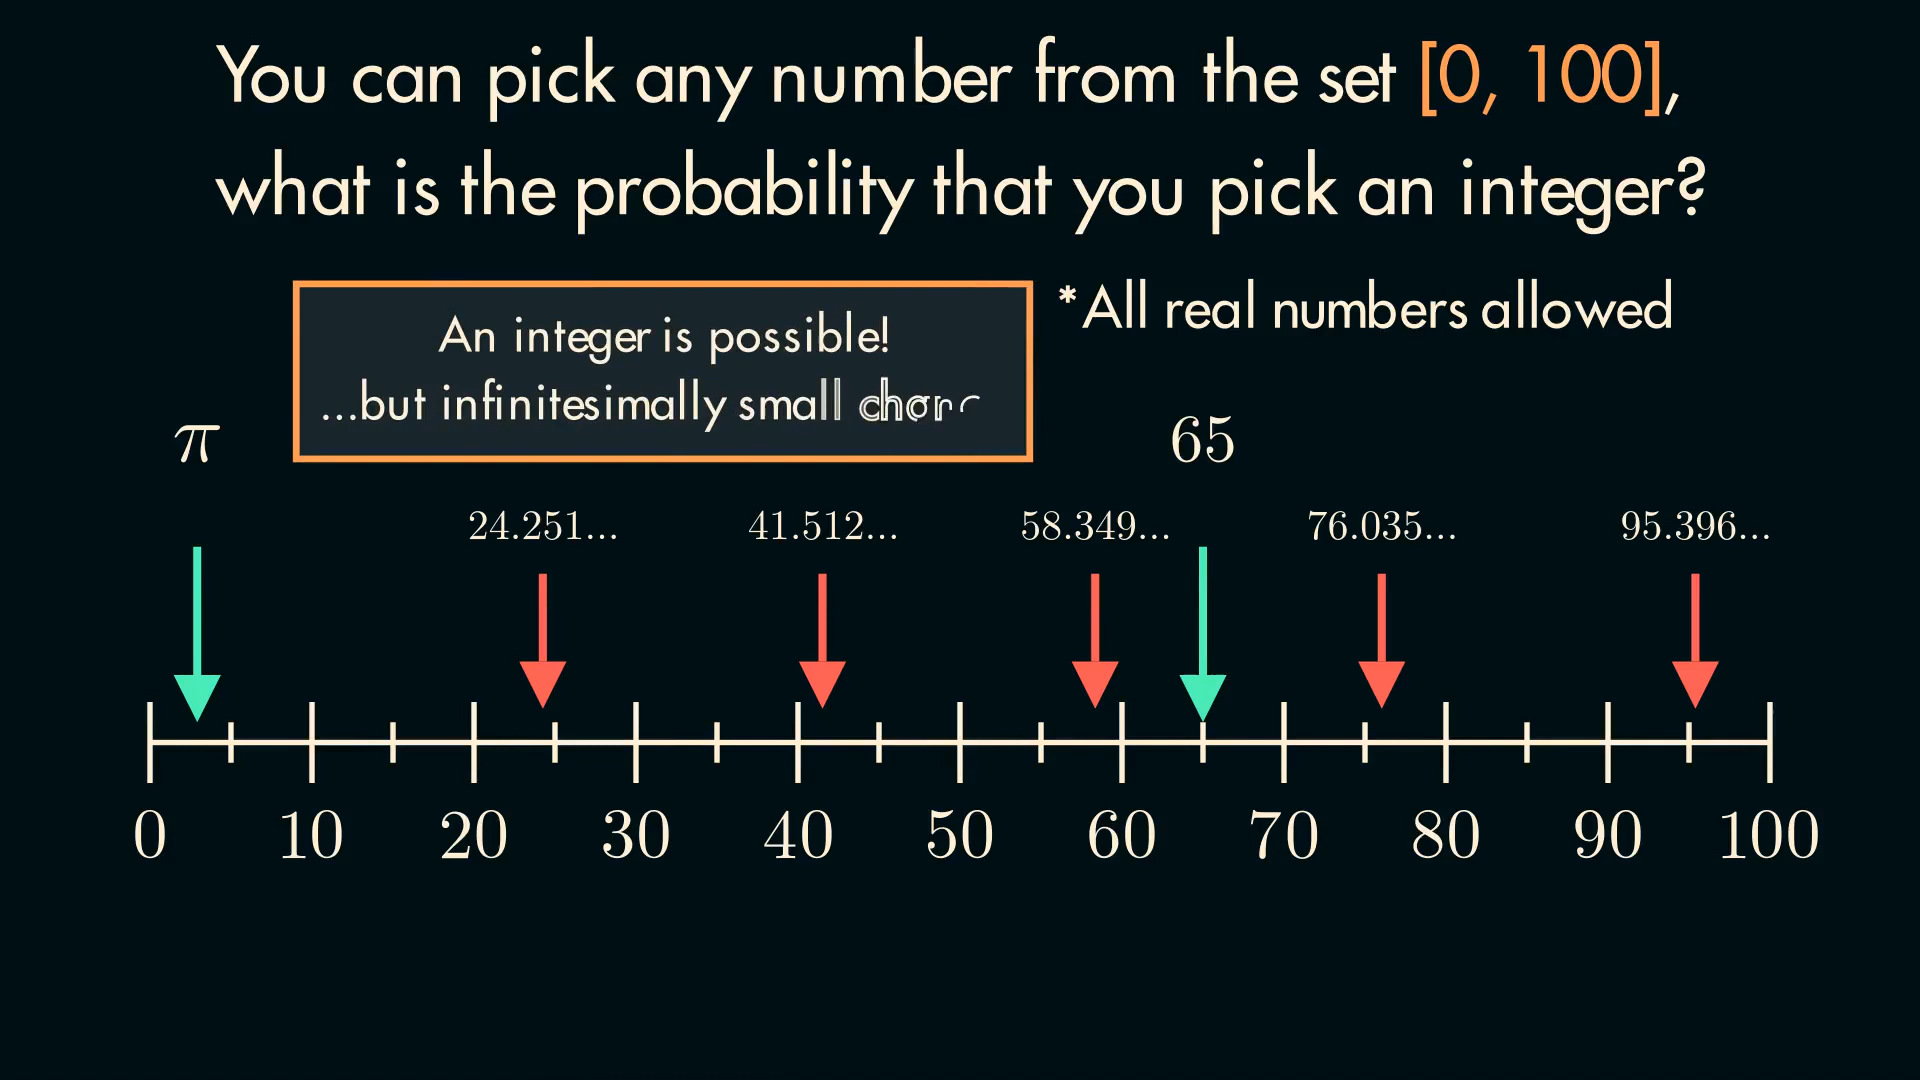 You can pick any number from the set [0, 100],
what is the probability that you pick an integer?
An integer is possible!
...but infinitesimally small
*All real numbers allowed
π
65
24.251...
41.512...
58.349...
76.035...
95.396...
0 10 20 30 40 50 60 70 80 90 100